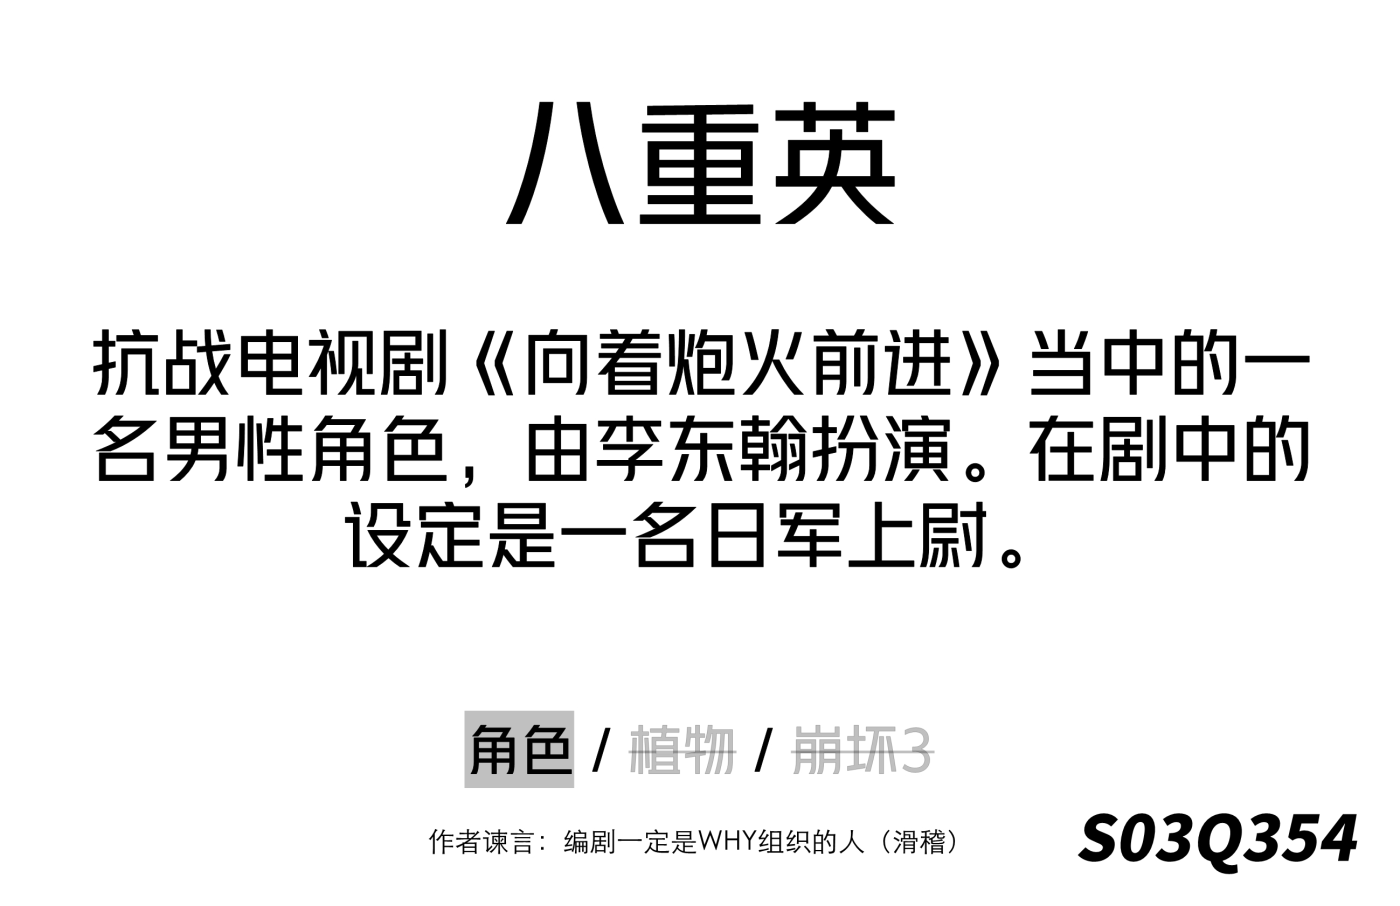 八重英
抗战电视剧《向着炮火前进》当中的一
名男性角色，由李东翰扮演。在剧中的
设定是一名日军上尉。
角色 / 植物 / 崩坏3
作者谏言：编剧一定是WHY组织的人（滑稽）
S03Q354